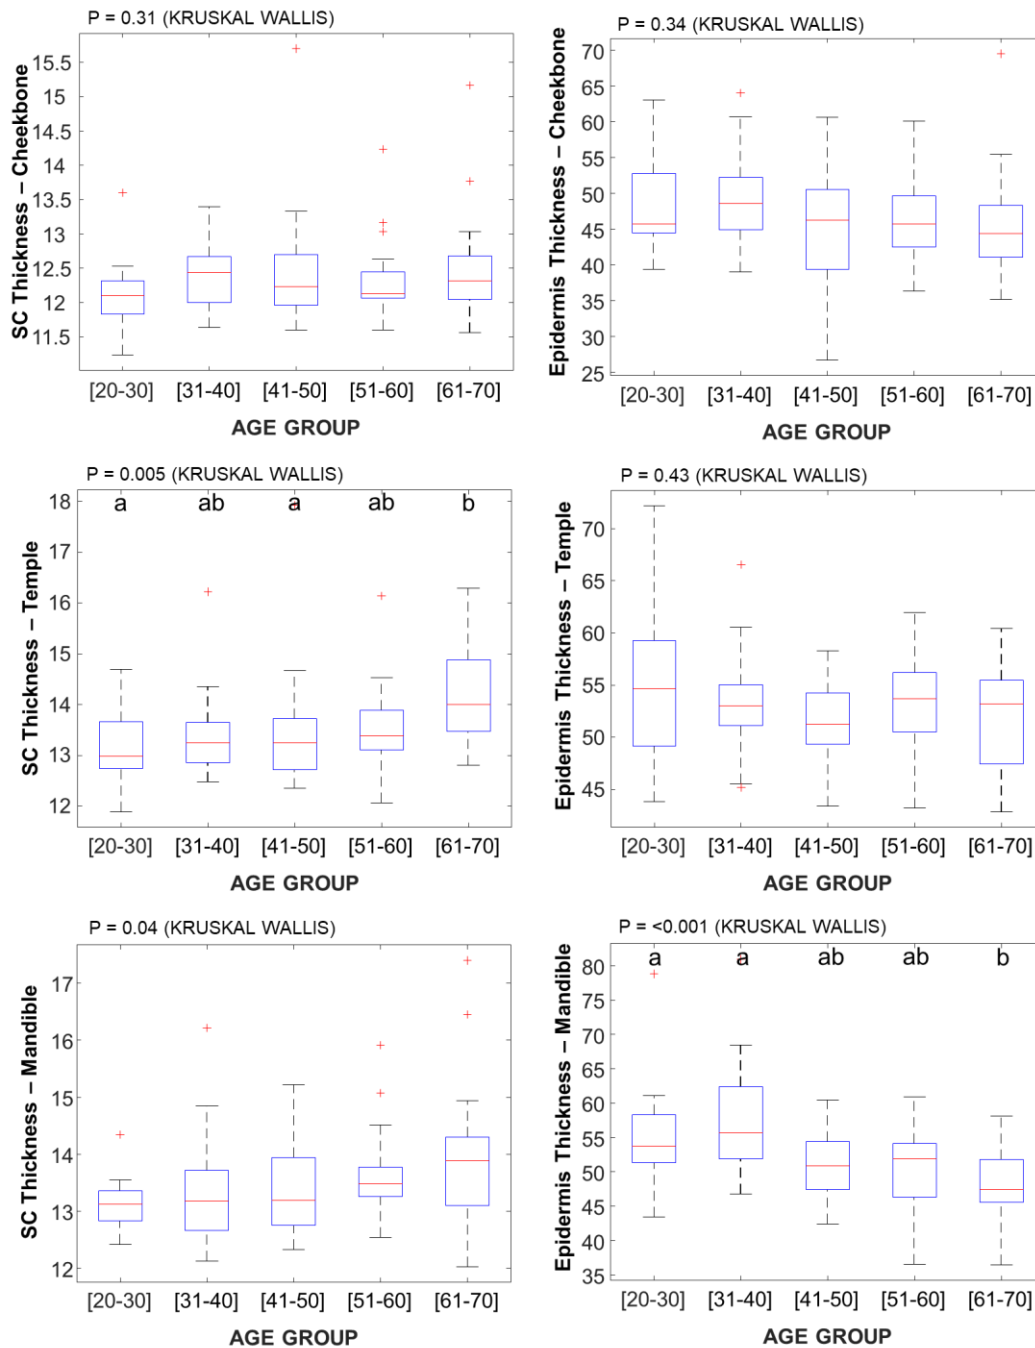 P = 0.31 (KRUSKAL WALLIS)
SC Thickness – Cheekbone
15.5
15
14.5
14
13.5
13
12.5
12
11.5
[20-30] [31-40] [41-50] [51-60] [61-70]
AGE GROUP
P = 0.34 (KRUSKAL WALLIS)
Epidermis Thickness – Cheekbone
70
65
60
55
50
45
40
35
30
25
[20-30] [31-40] [41-50] [51-60] [61-70]
AGE GROUP
P = 0.005 (KRUSKAL WALLIS)
a ab a ab b
SC Thickness – Temple
18
17
16
15
14
13
12
[20-30] [31-40] [41-50] [51-60] [61-70]
AGE GROUP
P = 0.43 (KRUSKAL WALLIS)
Epidermis Thickness – Temple
70
65
60
55
50
45
[20-30] [31-40] [41-50] [51-60] [61-70]
AGE GROUP
P = 0.04 (KRUSKAL WALLIS)
SC Thickness – Mandible
17
16
15
14
13
12
[20-30] [31-40] [41-50] [51-60] [61-70]
AGE GROUP
P = <0.001 (KRUSKAL WALLIS)
a a ab ab b
Epidermis Thickness – Mandible
80
75
70
65
60
55
50
45
40
35
[20-30] [31-40] [41-50] [51-60] [61-70]
AGE GROUP